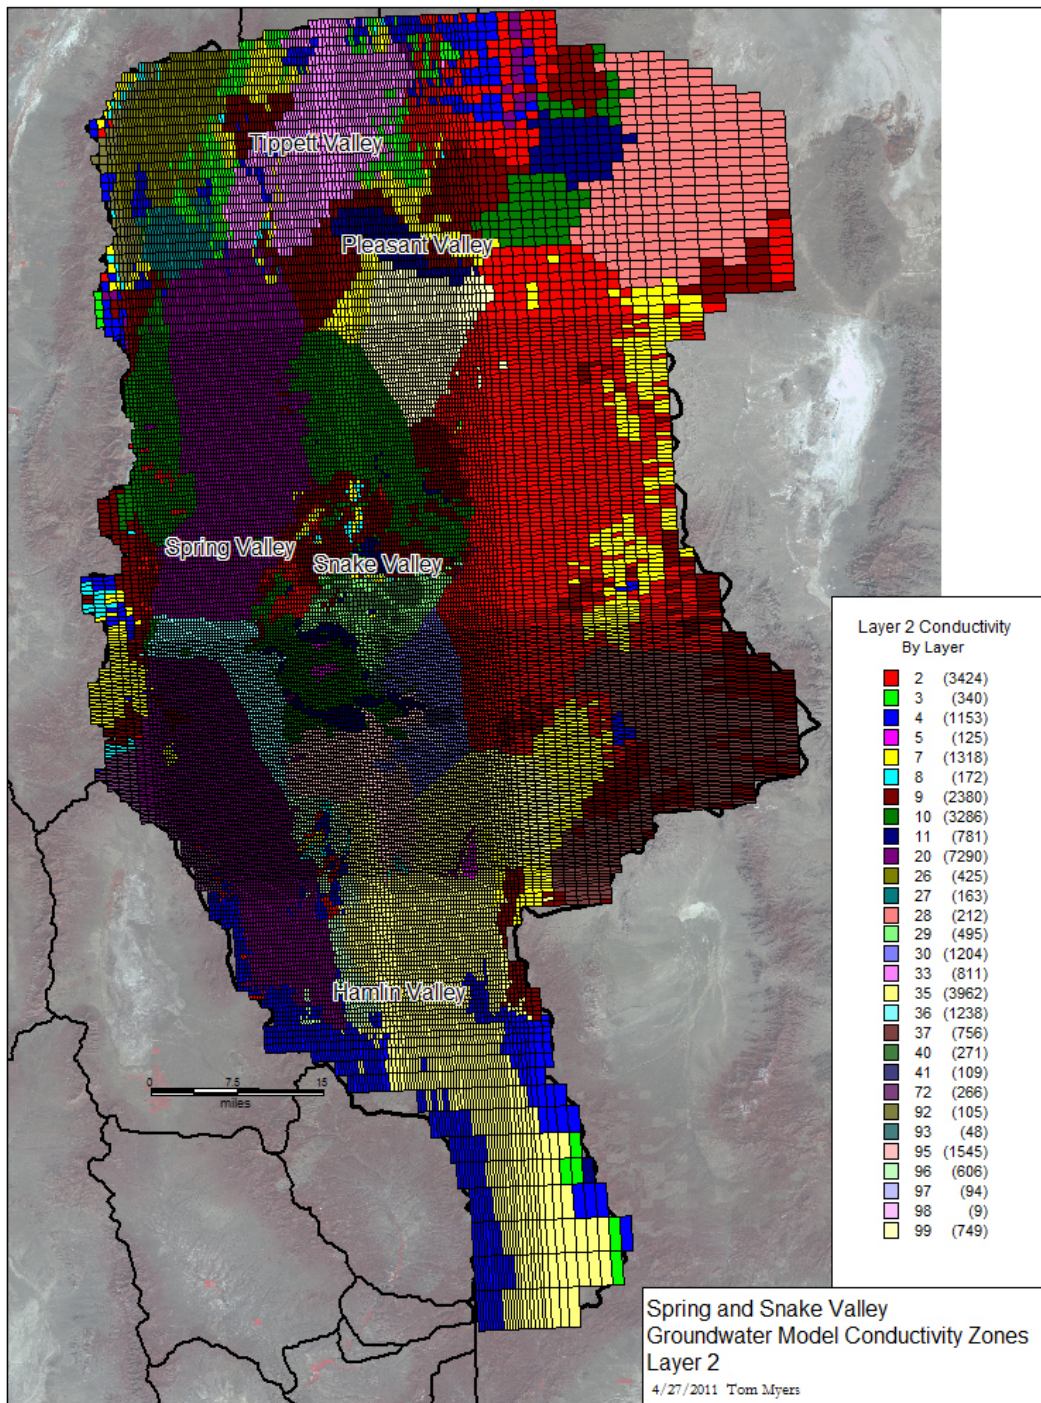 Tippett Valley
Pleasant Valley
Spring Valley
Snake Valley
Hamlin Valley
0 7.5 15
miles
Layer 2 Conductivity
By Layer
2 (3424)
3 (340)
4 (1153)
5 (125)
7 (1318)
8 (172)
9 (2380)
10 (3286)
11 (781)
20 (7290)
26 (425)
27 (163)
28 (212)
29 (495)
30 (1204)
33 (811)
35 (3962)
36 (1238)
37 (756)
40 (271)
41 (109)
72 (266)
92 (105)
93 (48)
95 (1545)
96 (606)
97 (94)
98 (9)
99 (749)
Spring and Snake Valley
Groundwater Model Conductivity Zones
Layer 2
4/27/2011 Tom Myers